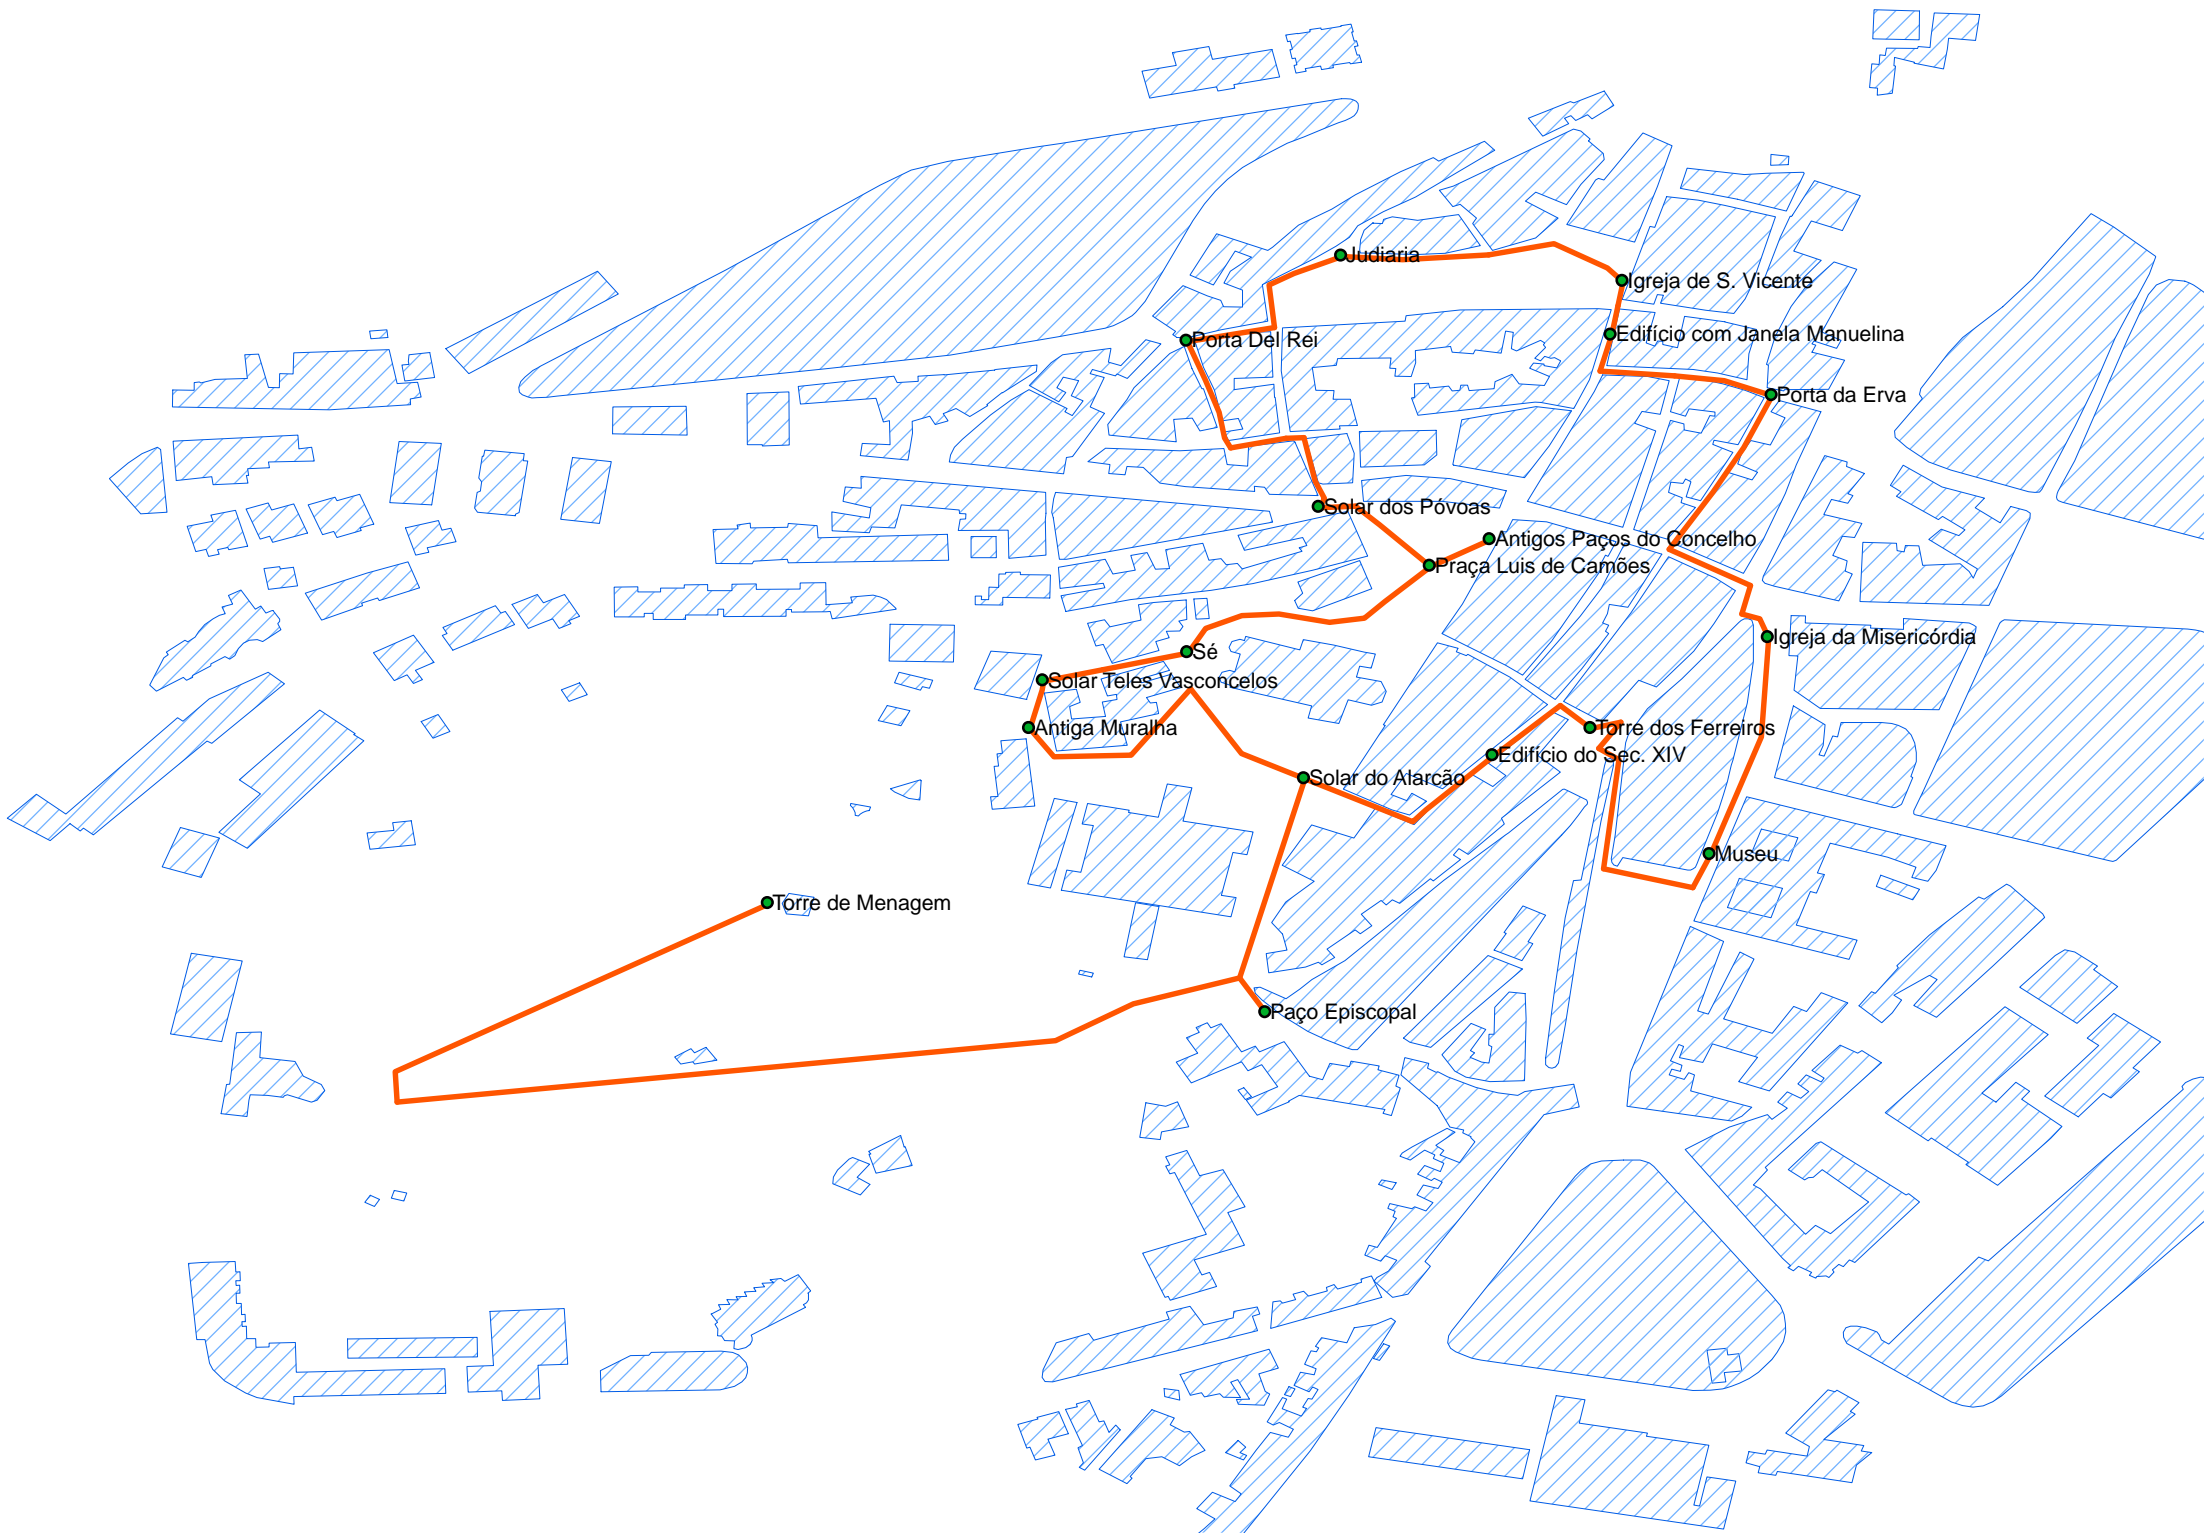 Judiaria
Igreja de S. Vicente
Edifício com Janela Manuelina
Porta Del Rei
Porta da Erva
Solar dos Póvoas
Antigos Paços do Concelho
Praça Luis de Camões
Igreja da Misericórdia
Sé
Solar Teles Vasconcelos
Antiga Muralha
Torre dos Ferreiros
Edifício do Sec. XIV
Solar do Alarcão
Museu
Torre de Menagem
Paço Episcopal